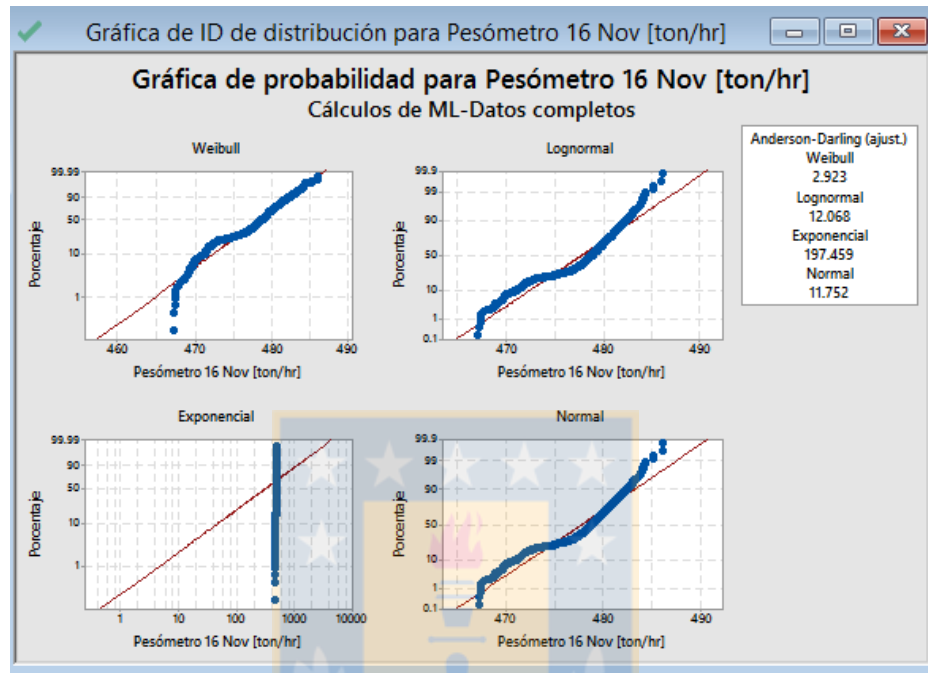 Gráfica de ID de distribución para Pesómetro 16 Nov [ton/hr]
Gráfica de probabilidad para Pesómetro 16 Nov [ton/hr]
Cálculos de ML-Datos completos
Weibull
99.99
90
50
10
1
Porcentaje
460 470 480 490
Pesómetro 16 Nov [ton/hr]
Lognormal
99.9
99
90
50
10
1
0.1
Porcentaje
470 480 490
Pesómetro 16 Nov [ton/hr]
Anderson-Darling (ajust.)
Weibull
2.923
Lognormal
12.068
Exponencial
197.459
Normal
11.752
Exponencial
99.99
90
50
10
1
Porcentaje
1 10 100 1000 10000
Pesómetro 16 Nov [ton/hr]
Normal
99.9
99
90
50
10
1
0.1
Porcentaje
470 480 490
Pesómetro 16 Nov [ton/hr]